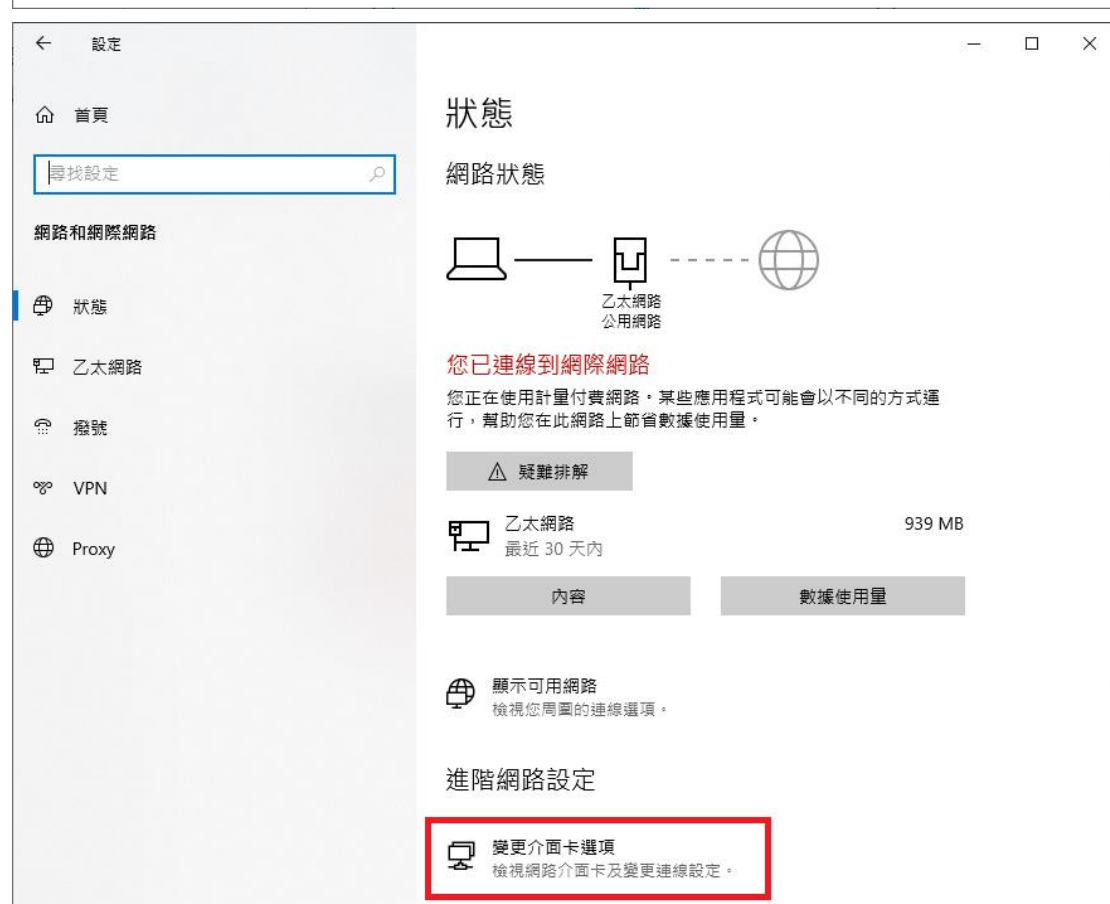 設定
首頁
尋找設定
網路和網際網路
狀態
乙太網路
撥號
VPN
Proxy
狀態
網路狀態
乙太網路
公用網路
您已連線到網際網路
您正在使用計量付費網路。某些應用程式可能會以不同的方式運
行，幫助您在此網路上節省數據使用量。
疑難排解
乙太網路
939 MB
最近 30 天內
內容
數據使用量
顯示可用網路
檢視您周圍的連線選項。
進階網路設定
變更介面卡選項
檢視網路介面卡及變更連線設定。